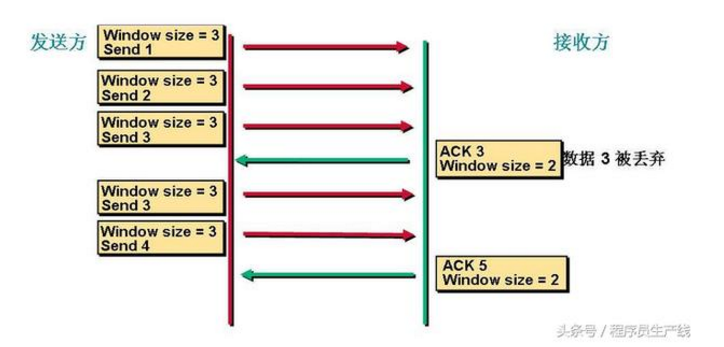 发送方
接收方
Window size = 3
Send 1
Window size = 3
Send 2
Window size = 3
Send 3
ACK 3
Window size = 2
数据 3 被丢弃
Window size = 3
Send 3
Window size = 3
Send 4
ACK 5
Window size = 2
头条号 / 程序员生产线